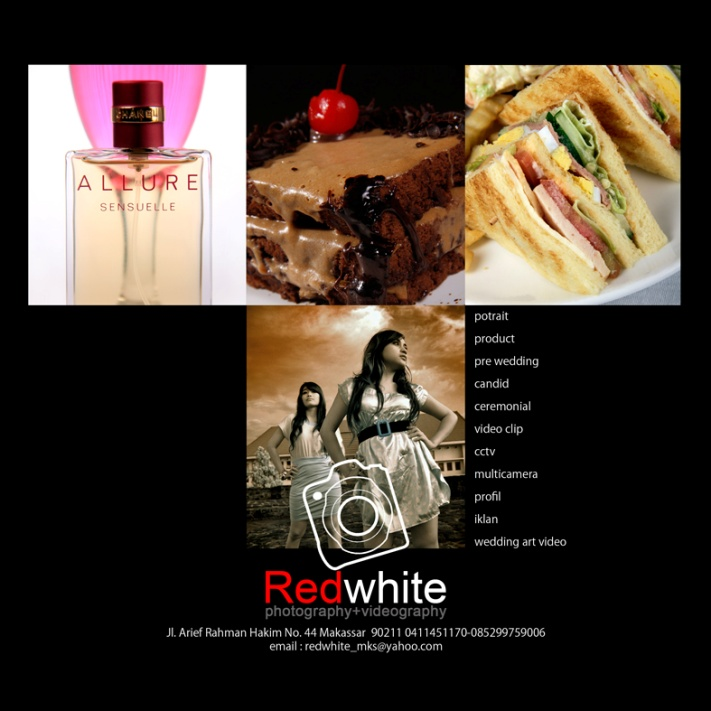 CHANEL
ALLURE
SENSUELLE
potrait
product
pre wedding
candid
ceremonial
video clip
cctv
multicamera
profil
iklan
wedding art video
Redwhite
photography+videography
Jl. Arief Rahman Hakim No. 44 Makassar 90211 0411451170-085299759006
email : redwhite_mks@yahoo.com